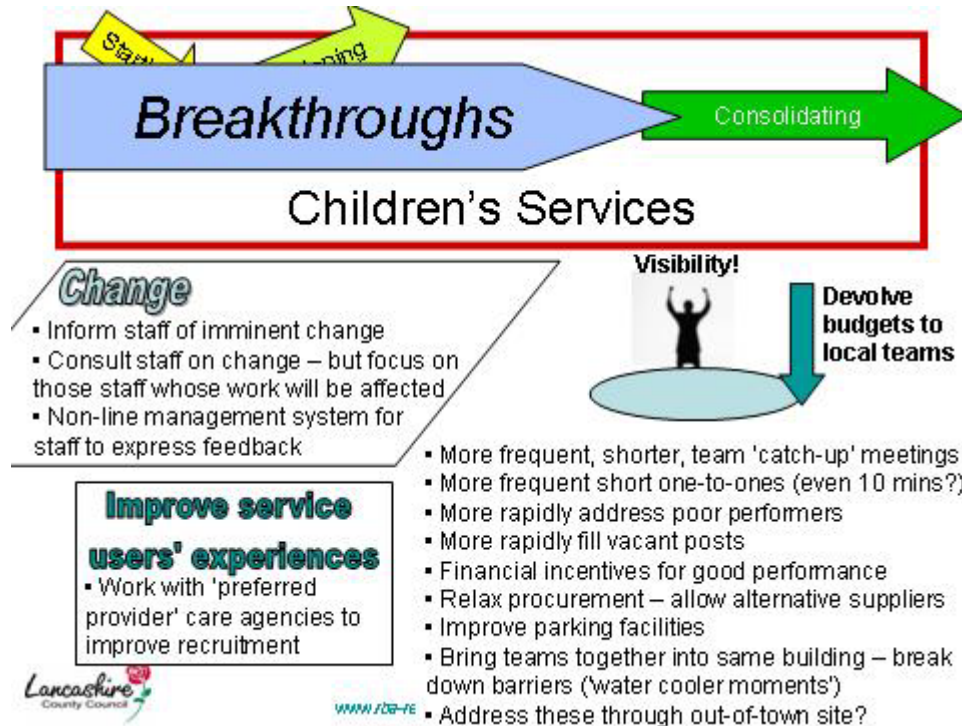 Breakthroughs
Consolidating
Children's Services
Change
▪ Inform staff of imminent change
▪ Consult staff on change – but focus on
those staff whose work will be affected
▪ Non-line management system for
staff to express feedback
Visibility!
Devolve
budgets to
local teams
Improve service
users' experiences
▪ Work with 'preferred
provider' care agencies to
improve recruitment
▪ More frequent, shorter, team 'catch-up' meetings
▪ More frequent short one-to-ones (even 10 mins?)
▪ More rapidly address poor performers
▪ More rapidly fill vacant posts
▪ Financial incentives for good performance
▪ Relax procurement – allow alternative suppliers
▪ Improve parking facilities
▪ Bring teams together into same building – break
down barriers ('water cooler moments')
▪ Address these through out-of-town site?
Lancashire
County Council